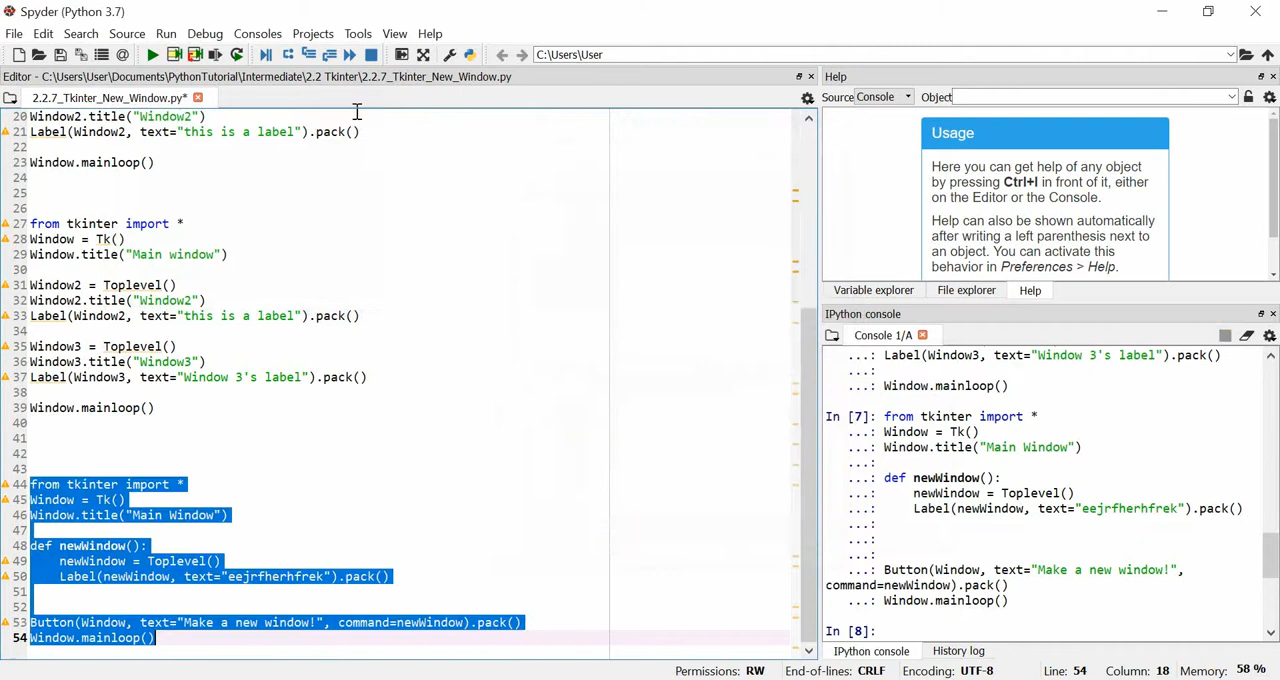 Spyder (Python 3.7)
File Edit Search Source Run Debug Consoles Projects Tools View Help
C:\Users\User
Editor - C:\Users\User\Documents\PythonTutorial\Intermediate\2.2 Tkinter\2.2.7_Tkinter_New_Window.py
2.2.7_Tkinter_New_Window.py*
20 Window2.title("Window2")
21 Label(Window2, text="this is a label").pack()
22
23 Window.mainloop()
24
25
26
27 from tkinter import *
28 Window = Tk()
29 Window.title("Main window")
30
31 Window2 = Toplevel()
32 Window2.title("Window2")
33 Label(Window2, text="this is a label").pack()
34
35 Window3 = Toplevel()
36 Window3.title("Window3")
37 Label(Window3, text="Window 3's label").pack()
38
39 Window.mainloop()
40
41
42
43
44 from tkinter import *
45 Window = Tk()
46 Window.title("Main Window")
47
48 def newWindow():
49     newWindow = Toplevel()
50     Label(newWindow, text="eejrfherhfrek").pack()
51
52
53 Button(Window, text="Make a new window!", command=newWindow).pack()
54 Window.mainloop()
Help
Source Console Object
Usage
Here you can get help of any object
by pressing Ctrl+I in front of it, either
on the Editor or the Console.
Help can also be shown automatically
after writing a left parenthesis next to
an object. You can activate this
behavior in Preferences > Help.
Variable explorer File explorer Help
IPython console
Console 1/A
...: Label(Window3, text="Window 3's label").pack()
...:
...: Window.mainloop()
In [7]: from tkinter import *
...: Window = Tk()
...: Window.title("Main Window")
...:
...: def newWindow():
...:     newWindow = Toplevel()
...:     Label(newWindow, text="eejrfherhfrek").pack()
...:
...:
...:
...: Button(Window, text="Make a new window!",
command=newWindow).pack()
...: Window.mainloop()
In [8]:
IPython console History log
Permissions: RW End-of-lines: CRLF Encoding: UTF-8 Line: 54 Column: 18 Memory: 58 %